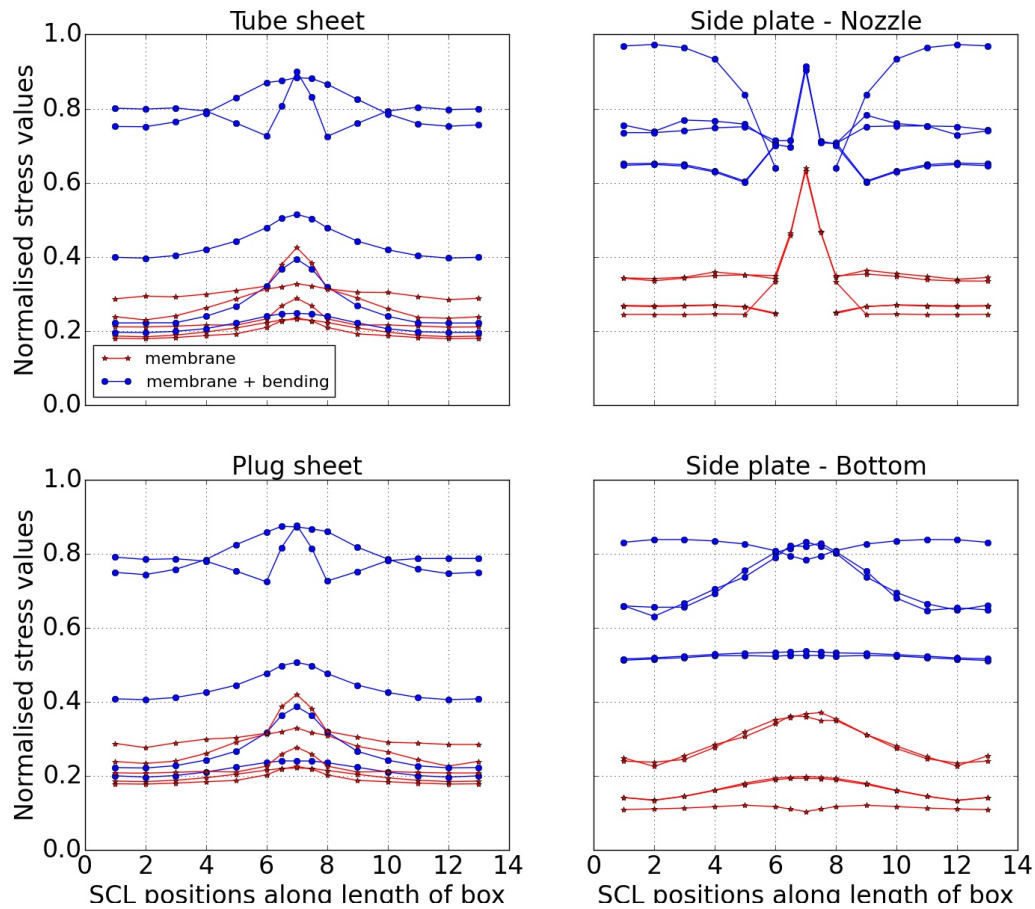 Tube sheet
Side plate - Nozzle
1.0
0.8
0.6
0.4
0.2
0.0
Normalised stress values
membrane
membrane + bending
Plug sheet
Side plate - Bottom
1.0
0.8
0.6
0.4
0.2
0.0
Normalised stress values
0 2 4 6 8 10 12 14
0 2 4 6 8 10 12 14
SCL positions along length of box
SCL positions along length of box